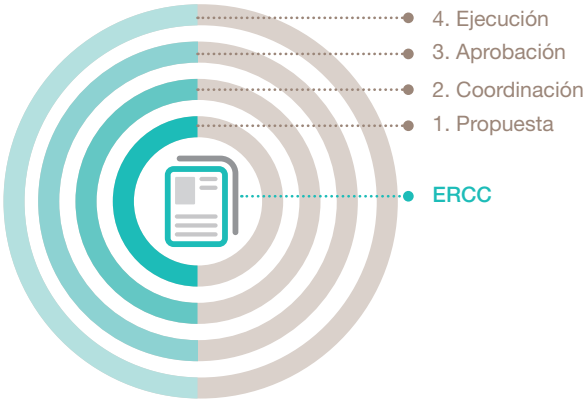 4. Ejecución
3. Aprobación
2. Coordinación
1. Propuesta
ERCC